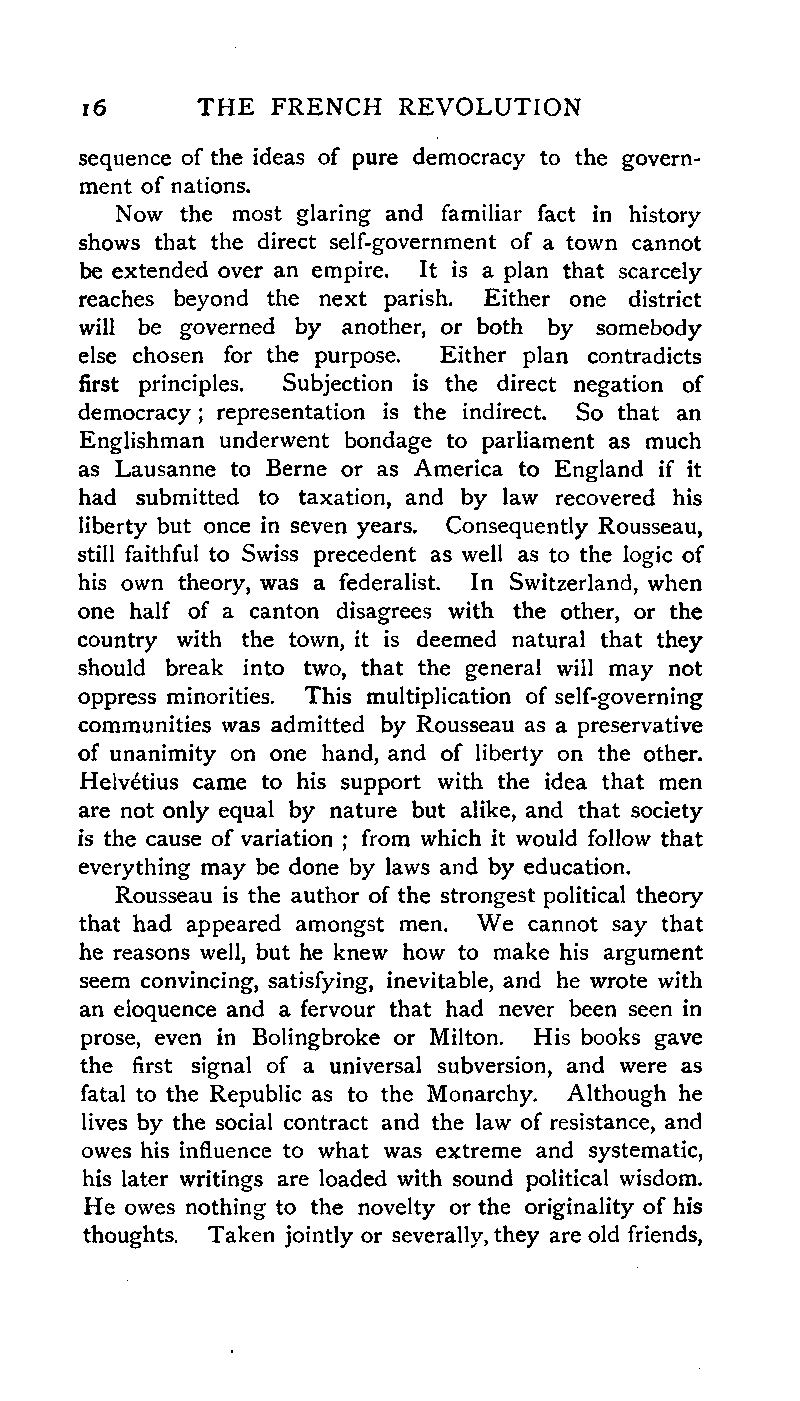 16 THE FRENCH REVOLUTION
sequence of the ideas of pure democracy to the govern-
ment of nations.
Now the most glaring and familiar fact in history
shows that the direct self-government of a town cannot
be extended over an empire. It is a plan that scarcely
reaches beyond the next parish. Either one district
will be governed by another, or both by somebody
else chosen for the purpose. Either plan contradicts
first principles. Subjection is the direct negation of
democracy ; representation is the indirect. So that an
Englishman underwent bondage to parliament as much
as Lausanne to Berne or as America to England if it
had submitted to taxation, and by law recovered his
liberty but once in seven years. Consequently Rousseau,
still faithful to Swiss precedent as well as to the logic of
his own theory, was a federalist. In Switzerland, when
one half of a canton disagrees with the other, or the
country with the town, it is deemed natural that they
should break into two, that the general will may not
oppress minorities. This multiplication of self-governing
communities was admitted by Rousseau as a preservative
of unanimity on one hand, and of liberty on the other.
Helvétius came to his support with the idea that men
are not only equal by nature but alike, and that society
is the cause of variation ; from which it would follow that
everything may be done by laws and by education.
Rousseau is the author of the strongest political theory
that had appeared amongst men. We cannot say that
he reasons well, but he knew how to make his argument
seem convincing, satisfying, inevitable, and he wrote with
an eloquence and a fervour that had never been seen in
prose, even in Bolingbroke or Milton. His books gave
the first signal of a universal subversion, and were as
fatal to the Republic as to the Monarchy. Although he
lives by the social contract and the law of resistance, and
owes his influence to what was extreme and systematic,
his later writings are loaded with sound political wisdom.
He owes nothing to the novelty or the originality of his
thoughts. Taken jointly or severally, they are old friends,